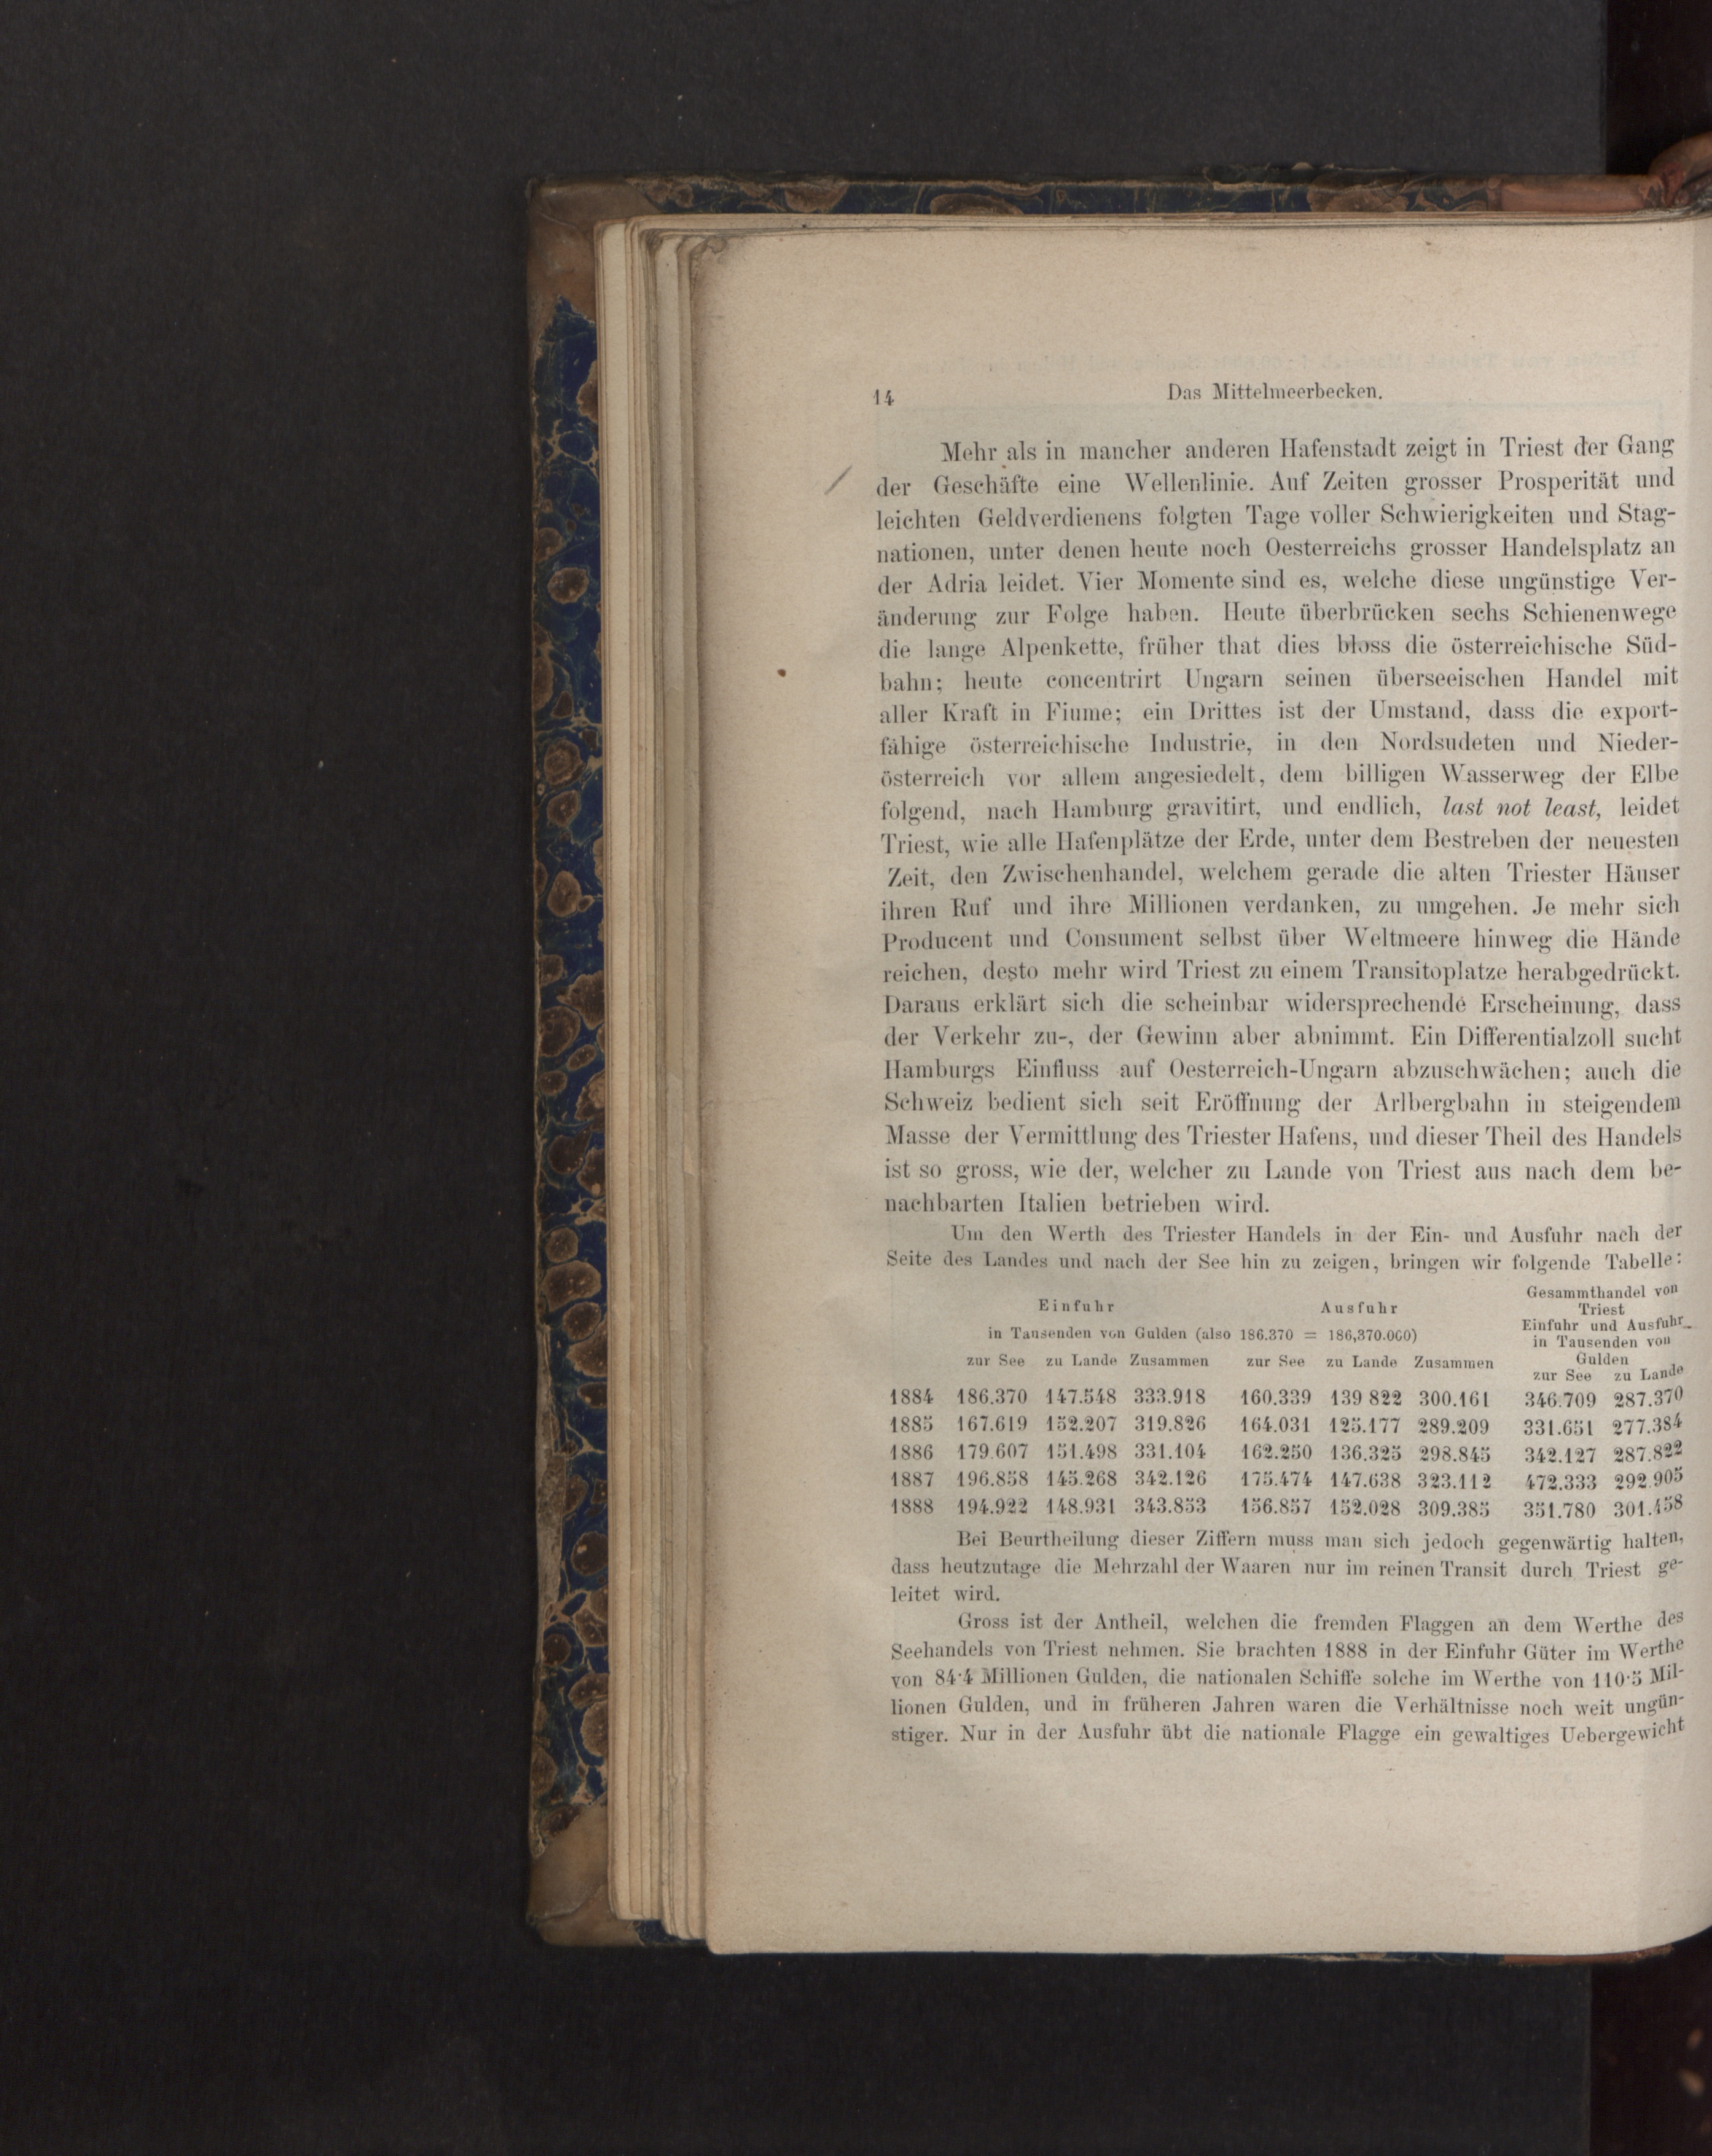 14
Das Mittelmeerbecken.
Mehr als in mancher anderen Hafenstadt zeigt in Triest der Gang
der Geschäfte eine Wellenlinie. Auf Zeiten grosser Prosperität und
leichten Geldverdienens folgten Tage voller Schwierigkeiten und Stag-
nationen, unter denen heute noch Oesterreichs grosser Handelsplatz an
der Adria leidet. Vier Momente sind es, welche diese ungünstige Ver-
änderung zur Folge haben. Heute überbrücken sechs Schienenwege
die lange Alpenkette, früher that dies bloss die österreichische Süd-
bahn; heute concentrirt Ungarn seinen überseeischen Handel mit
aller Kraft in Fiume; ein Drittes ist der Umstand, dass die export-
fähige österreichische Industrie, in den Nordsudeten und Nieder-
österreich vor allem angesiedelt, dem billigen Wasserweg der Elbe
folgend, nach Hamburg gravitirt, und endlich, last not least, leidet
Triest, wie alle Hafenplätze der Erde, unter dem Bestreben der neuesten
Zeit, den Zwischenhandel, welchem gerade die alten Triester Häuser
ihren Ruf und ihre Millionen verdanken, zu umgehen. Je mehr sich
Producent und Consument selbst über Weltmeere hinweg die Hände
reichen, desto mehr wird Triest zu einem Transitoplatze herabgedrückt.
Daraus erklärt sich die scheinbar widersprechende Erscheinung, dass
der Verkehr zu-, der Gewinn aber abnimmt. Ein Differentialzoll sucht
Hamburgs Einfluss auf Oesterreich-Ungarn abzuschwächen; auch die
Schweiz bedient sich seit Eröffnung der Arlbergbahn in steigendem
Masse der Vermittlung des Triester Hafens, und dieser Theil des Handels
ist so gross, wie der, welcher zu Lande von Triest aus nach dem be-
nachbarten Italien betrieben wird.
Um den Werth des Triester Handels in der Ein- und Ausfuhr nach der
Seite des Landes und nach der See hin zu zeigen, bringen wir folgende Tabelle:
Einfuhr Ausfuhr
in Tausenden von Gulden (also 186.370 = 186,370.000)
Gesammthandel von
Triest
Einfuhr und Ausfuhr
in Tausenden von
Gulden
zur See zu Lande Zusammen zur See zu Lande Zusammen zur See zu Lande
1884 186.370 147.548 333.918 160.339 139 822 300.161 346.709 287.370
1885 167.619 152.207 319.826 164.031 125.177 289.209 331.651 277.384
1886 179.607 151.498 331.104 162.250 136.325 298.845 342.127 287.822
1887 196.858 145.268 342.126 175.474 147.638 323.112 472.333 292.905
1888 194.922 148.931 343.853 156.857 152.028 309.385 351.780 301.458
Bei Beurtheilung dieser Ziffern muss man sich jedoch gegenwärtig halten,
dass heutzutage die Mehrzahl der Waaren nur im reinen Transit durch Triest ge-
leitet wird.
Gross ist der Antheil, welchen die fremden Flaggen an dem Werthe des
Seehandels von Triest nehmen. Sie brachten 1888 in der Einfuhr Güter im Werthe
von 84·4 Millionen Gulden, die nationalen Schiffe solche im Werthe von 110·5 Mil-
lionen Gulden, und in früheren Jahren waren die Verhältnisse noch weit ungün-
stiger. Nur in der Ausfuhr übt die nationale Flagge ein gewaltiges Uebergewicht